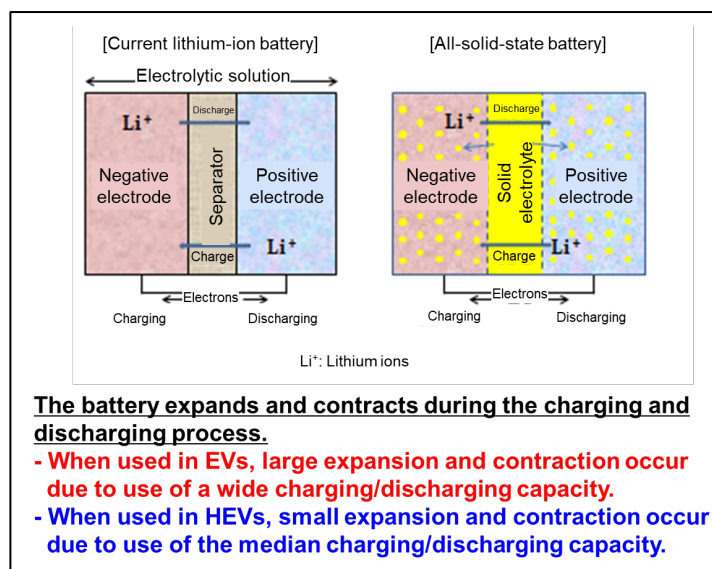 [Current lithium-ion battery]
[All-solid-state battery]
Electrolytic solution
Discharge
Li⁺
Negative
electrode
Separator
Positive
electrode
Li⁺
Charge
Electrons
Charging
Discharging
Discharge
Li⁺
Negative
electrode
Solid
electrolyte
Positive
electrode
Li⁺
Charge
Electrons
Charging
Discharging
Li⁺: Lithium ions
The battery expands and contracts during the charging and
discharging process.
- When used in EVs, large expansion and contraction occur
due to use of a wide charging/discharging capacity.
- When used in HEVs, small expansion and contraction occur
due to use of the median charging/discharging capacity.